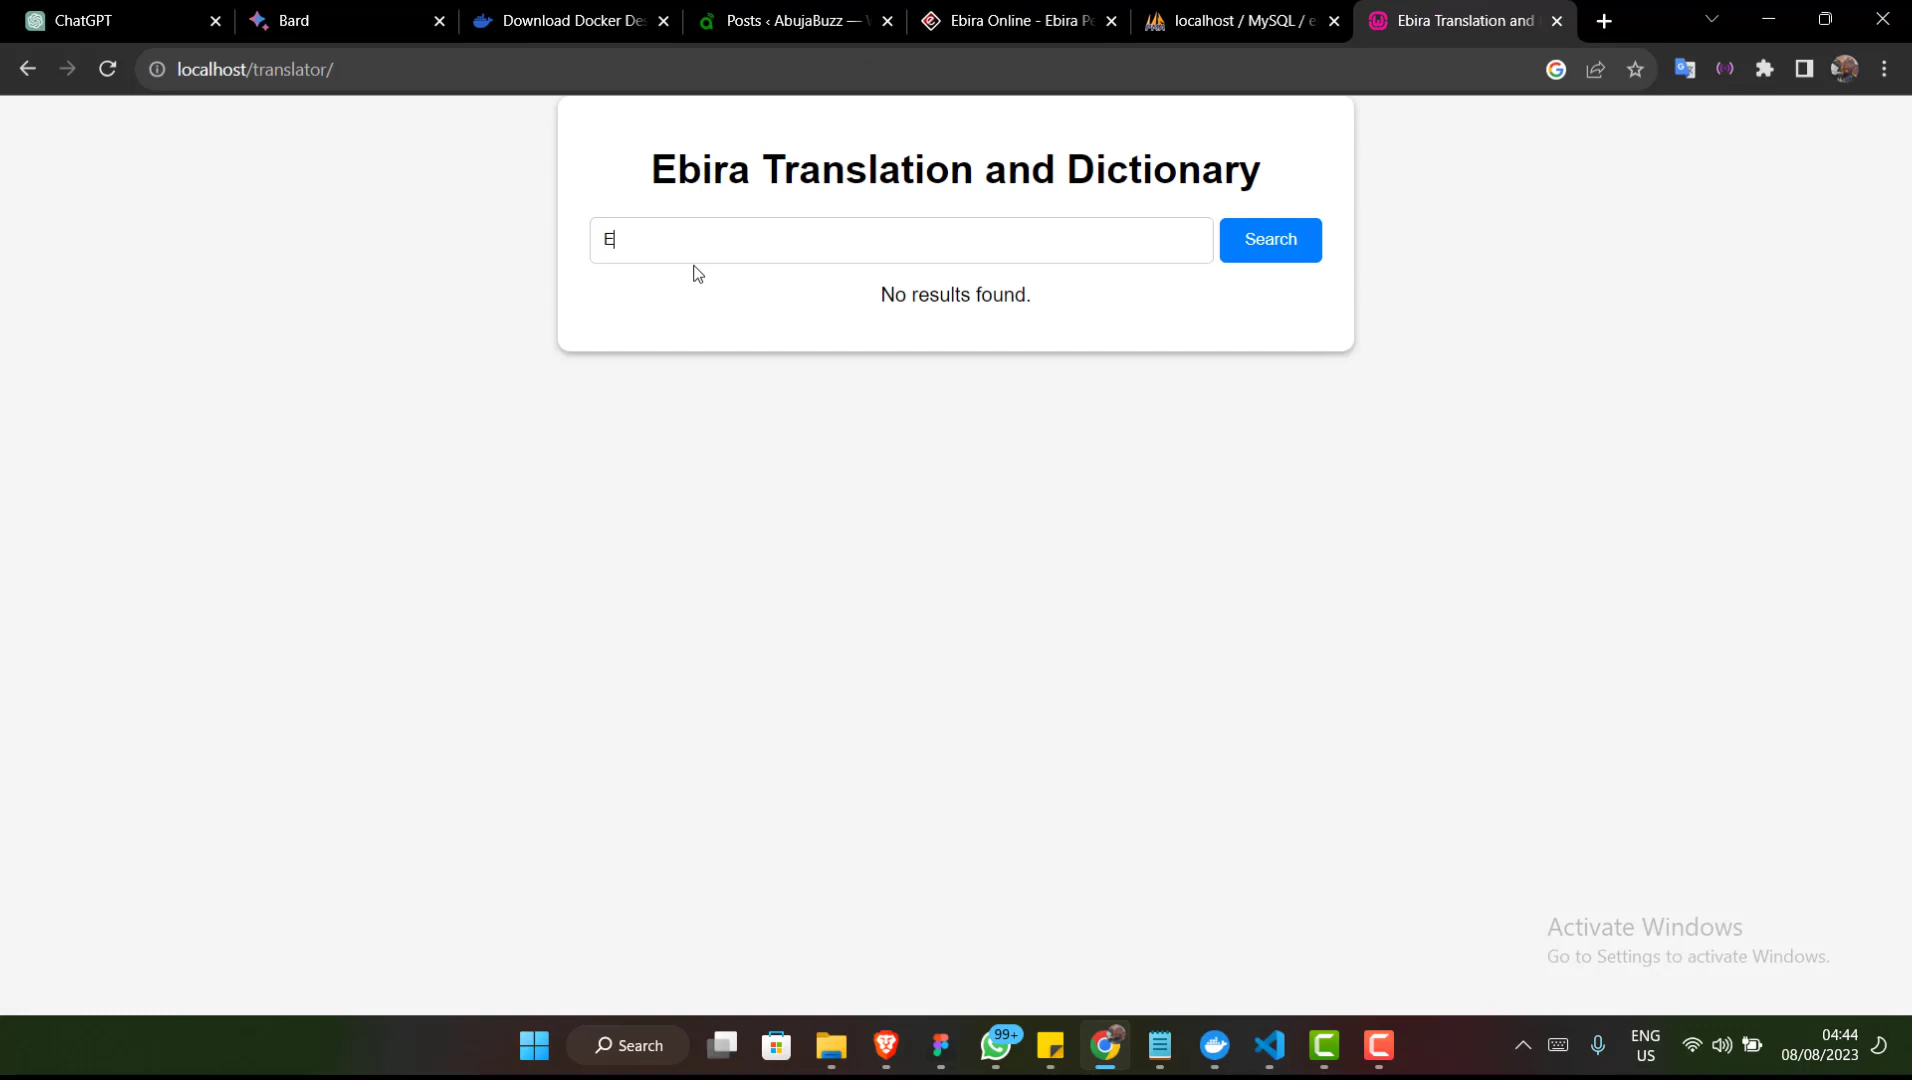 ChatGPT
Bard
Download Docker De
Posts ‹ AbujaBuzz —
Ebira Online - Ebira Pe
localhost / MySQL / e
Ebira Translation and
localhost/translator/
Ebira Translation and Dictionary
E
Search
No results found.
Activate Windows
Go to Settings to activate Windows.
Search
99+
ENG
US
04:44
08/08/2023